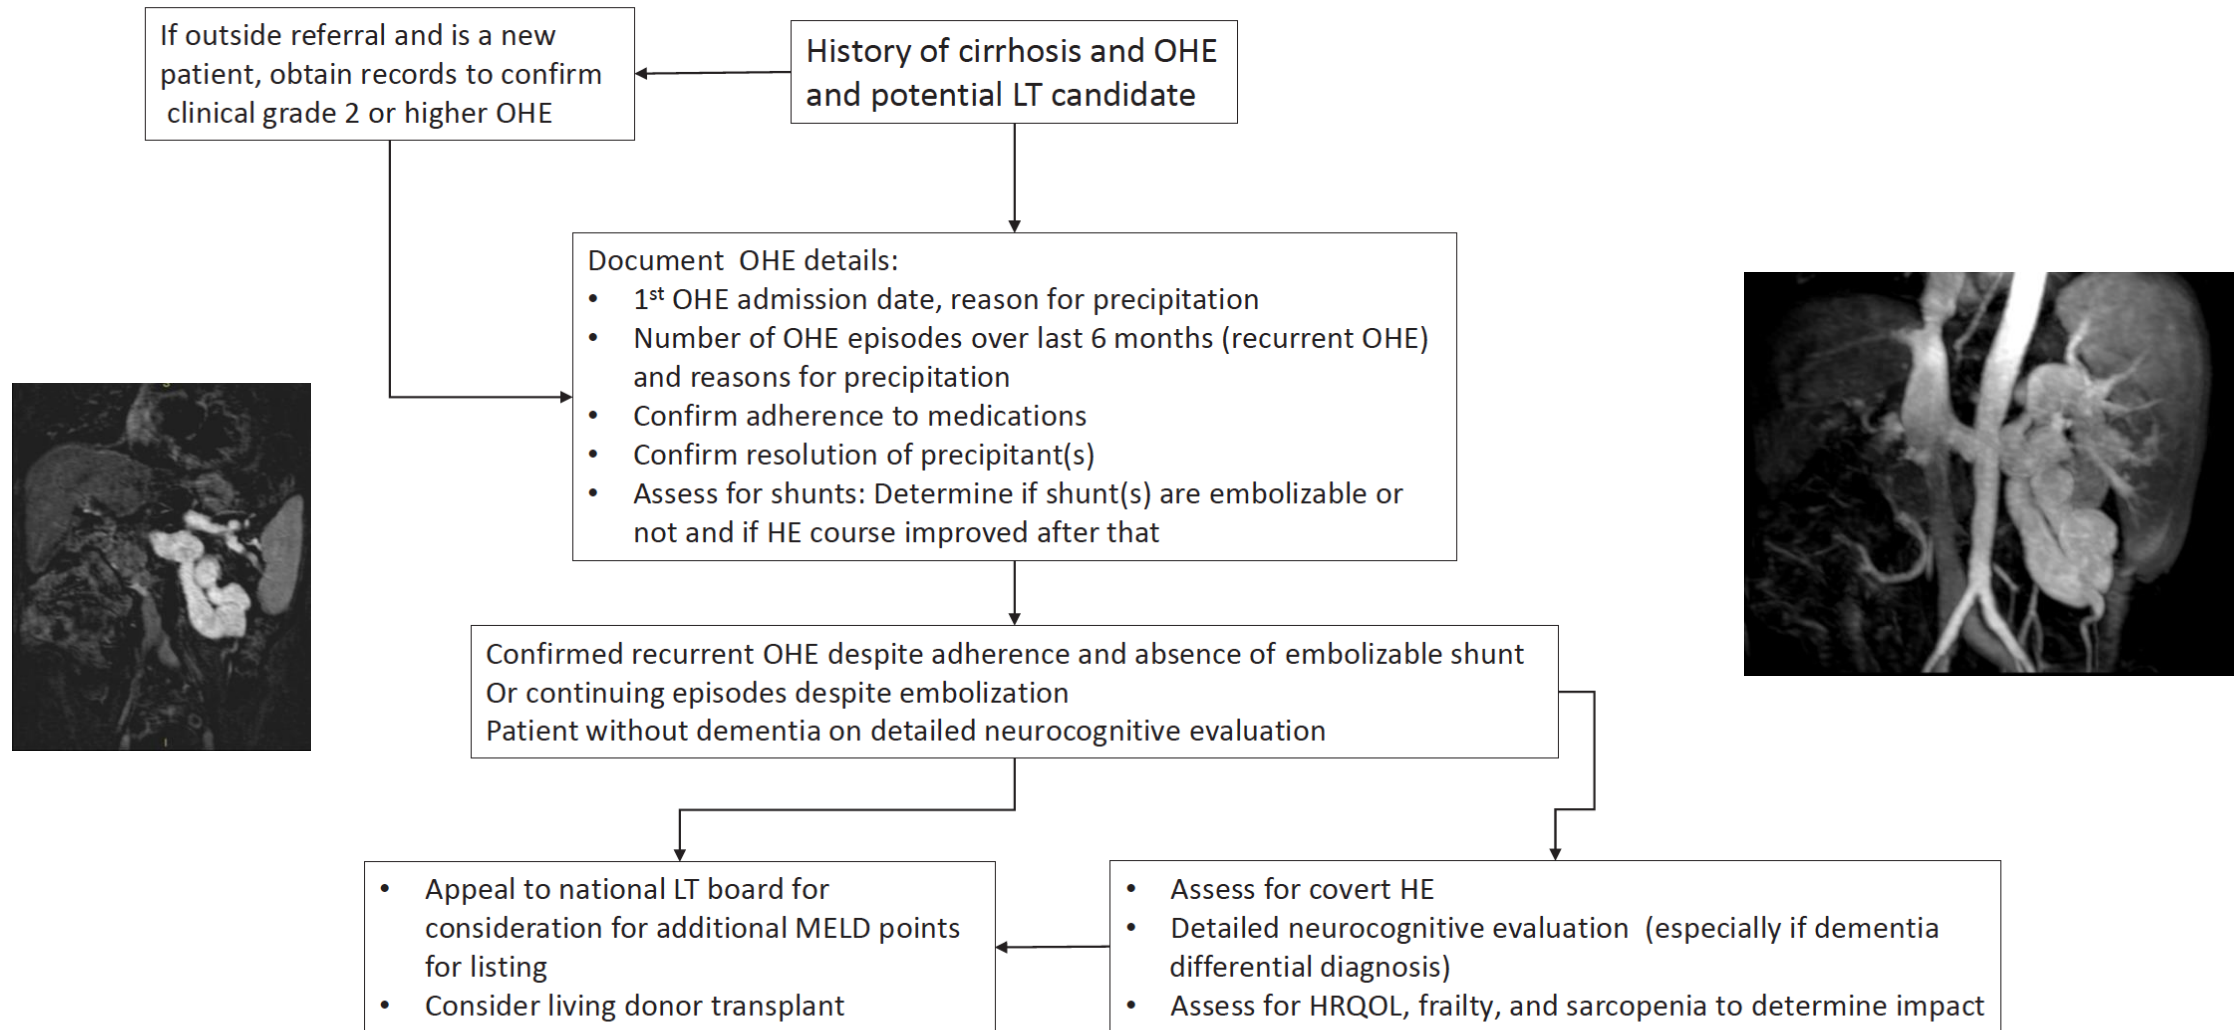 If outside referral and is a new
patient, obtain records to confirm
clinical grade 2 or higher OHE
History of cirrhosis and OHE
and potential LT candidate
Document OHE details:
• 1st OHE admission date, reason for precipitation
• Number of OHE episodes over last 6 months (recurrent OHE)
and reasons for precipitation
• Confirm adherence to medications
• Confirm resolution of precipitant(s)
• Assess for shunts: Determine if shunt(s) are embolizable or
not and if HE course improved after that
Confirmed recurrent OHE despite adherence and absence of embolizable shunt
Or continuing episodes despite embolization
Patient without dementia on detailed neurocognitive evaluation
• Appeal to national LT board for
consideration for additional MELD points
for listing
• Consider living donor transplant
• Assess for covert HE
• Detailed neurocognitive evaluation (especially if dementia
differential diagnosis)
• Assess for HRQOL, frailty, and sarcopenia to determine impact